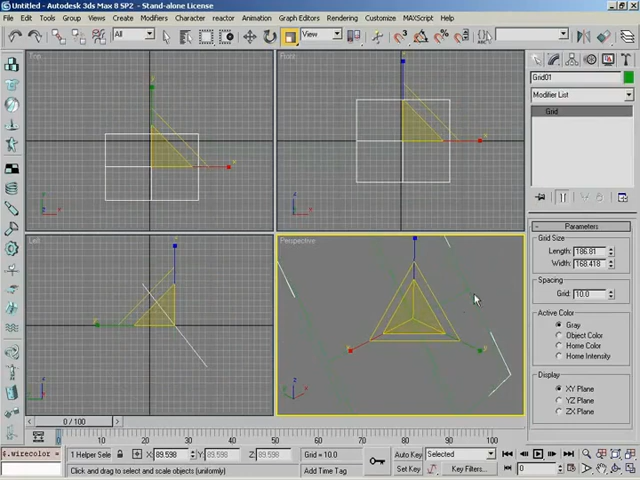 Untitled - Autodesk 3ds Max 8 SP2 - Stand-alone License
File Edit Tools Group Views Create Modifiers Character reactor Animation Graph Editors Rendering Customize MAXScript Help
All
View
Top
Front
Left
Perspective
Grid01
Modifier List
Grid
Parameters
Grid Size
Length: 186.81
Width: 168.418
Spacing
Grid: 10.0
Active Color
Gray
Object Color
Home Color
Home Intensity
Display
XY Plane
YZ Plane
ZX Plane
0 / 100
0 10 20 30 40 50 60 70 80 90 100
$.wirecolor =
1 Helper Sele
X: 89.598
Y: 89.598
Z: 89.598
Grid = 10.0
Auto Key
Selected
Click and drag to select and scale objects (uniformly)
Add Time Tag
Set Key
Key Filters...
0